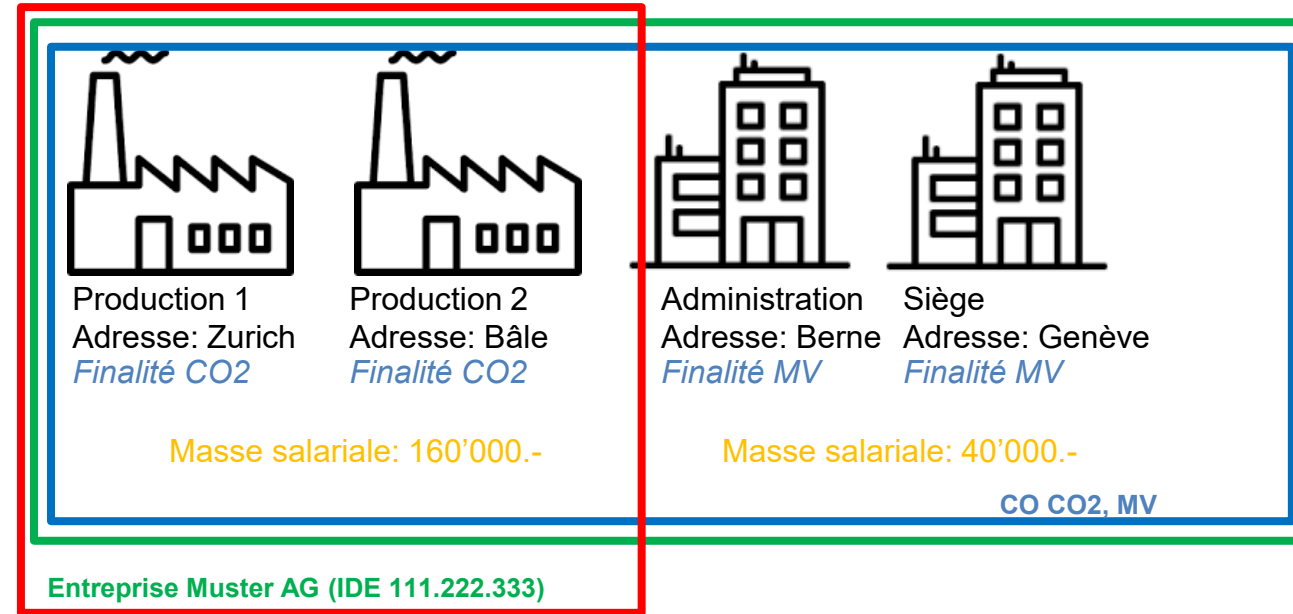 Production 1
Adresse: Zurich
Finalité CO2
Production 2
Adresse: Bâle
Finalité CO2
Administration
Adresse: Berne
Finalité MV
Siège
Adresse: Genève
Finalité MV
Masse salariale: 160’000.-
Masse salariale: 40’000.-
CO CO2, MV
Entreprise Muster AG (IDE 111.222.333)